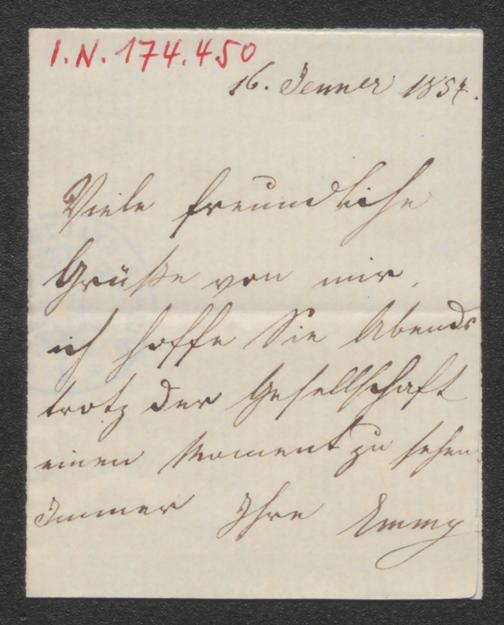 I.N. 174.450
16. Jenner 1857.
Viele freundliche
Grüße von mir,
ich hoffe Sie Abends
trotz der Gesellschaft
einen Moment zu sehen
Immer Ihre Emmy